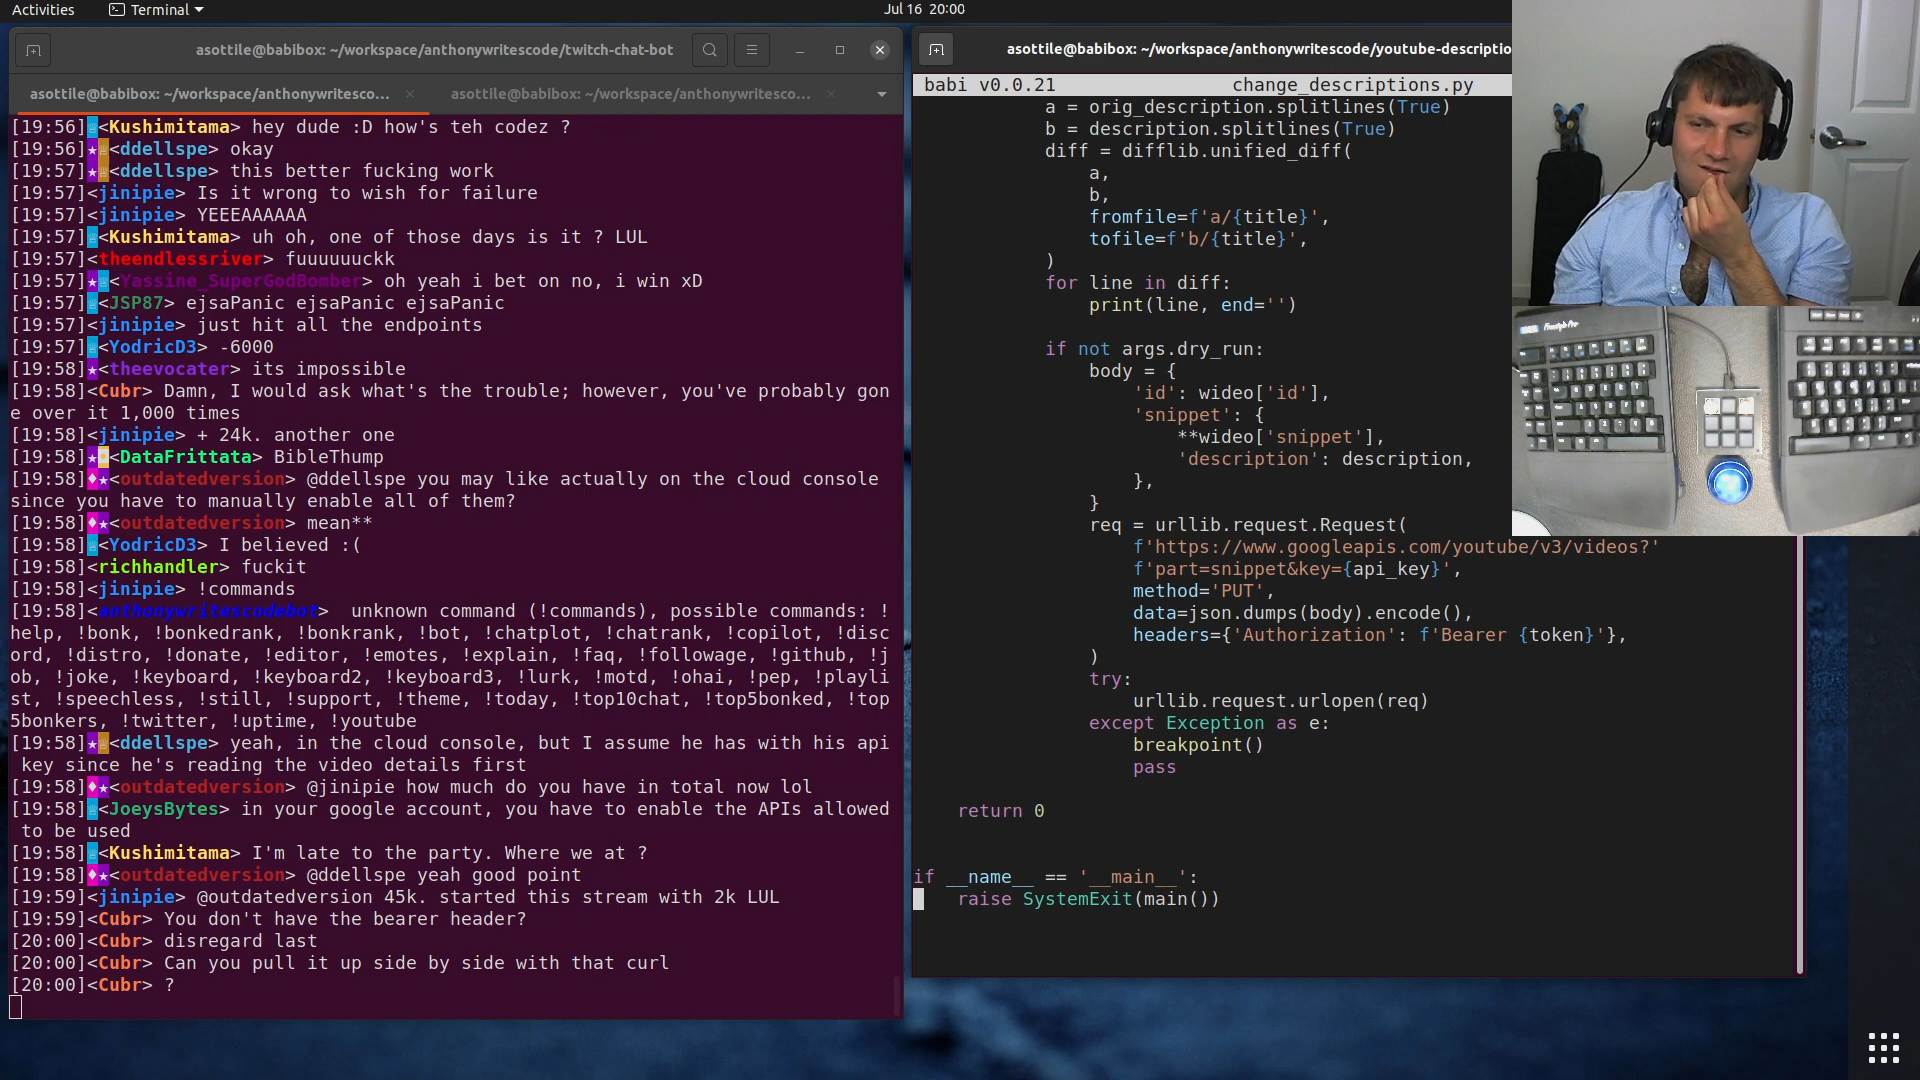 Activities
Terminal
Jul 16 20:00
asottile@babibox: ~/workspace/anthonywritescode/twitch-chat-bot
asottile@babibox: ~/workspace/anthonywritesco...
asottile@babibox: ~/workspace/anthonywritesco...
[19:56] <Kushimitama> hey dude :D how's teh codez ?
[19:56]★ <ddellspe> okay
[19:57]★ <ddellspe> this better fucking work
[19:57]<jinipie> Is it wrong to wish for failure
[19:57]<jinipie> YEEEAAAAAA
[19:57] <Kushimitama> uh oh, one of those days is it ? LUL
[19:57]<theendlessriver> fuuuuuuckk
[19:57]★ <Yassine_SuperGodBomber> oh yeah i bet on no, i win xD
[19:57] <JSP87> ejsaPanic ejsaPanic ejsaPanic
[19:57]<jinipie> just hit all the endpoints
[19:57] <YodricD3> -6000
[19:57]★<theevocater> its impossible
[19:58]<Cubr> Damn, I would ask what's the trouble; however, you've probably gon
e over it 1,000 times
[19:58]<jinipie> + 24k. another one
[19:58]★ <DataFrittata> BibleThump
[19:58]♦★<outdatedversion> @ddellspe you may like actually on the cloud console
since you have to manually enable all of them?
[19:58]♦★<outdatedversion> mean**
[19:58] <YodricD3> I believed :(
[19:58]<richhandler> fuckit
[19:58]<jinipie> !commands
[19:58]<anthonywritescodebot>  unknown command (!commands), possible commands: !
help, !bonk, !bonkedrank, !bonkrank, !bot, !chatplot, !chatrank, !copilot, !disc
ord, !distro, !donate, !editor, !emotes, !explain, !faq, !followage, !github, !j
ob, !joke, !keyboard, !keyboard2, !keyboard3, !lurk, !motd, !ohai, !pep, !playli
st, !speechless, !still, !support, !theme, !today, !top10chat, !top5bonked, !top
5bonkers, !twitter, !uptime, !youtube
[19:58]★ <ddellspe> yeah, in the cloud console, but I assume he has with his api
 key since he's reading the video details first
[19:58]♦★<outdatedversion> @jinipie how much do you have in total now lol
[19:58] <JoeysBytes> in your google account, you have to enable the APIs allowed
 to be used
[19:58] <Kushimitama> I'm late to the party. Where we at ?
[19:58]♦★<outdatedversion> @ddellspe yeah good point
[19:59]<jinipie> @outdatedversion 45k. started this stream with 2k LUL
[19:59]<Cubr> You don't have the bearer header?
[20:00]<Cubr> disregard last
[20:00]<Cubr> Can you pull it up side by side with that curl
[20:00]<Cubr> ?
asottile@babibox: ~/workspace/anthonywritescode/youtube-descriptio
babi v0.0.21 change_descriptions.py
a = orig_description.splitlines(True)
b = description.splitlines(True)
diff = difflib.unified_diff(
a,
b,
fromfile=f'a/{title}',
tofile=f'b/{title}',
)
for line in diff:
print(line, end='')
if not args.dry_run:
body = {
'id': wideo['id'],
'snippet': {
**wideo['snippet'],
'description': description,
},
}
req = urllib.request.Request(
f'https://www.googleapis.com/youtube/v3/videos?'
f'part=snippet&key={api_key}',
method='PUT',
data=json.dumps(body).encode(),
headers={'Authorization': f'Bearer {token}'},
)
try:
urllib.request.urlopen(req)
except Exception as e:
breakpoint()
pass
return 0
if __name__ == '__main__':
raise SystemExit(main())
Freestyle Pro